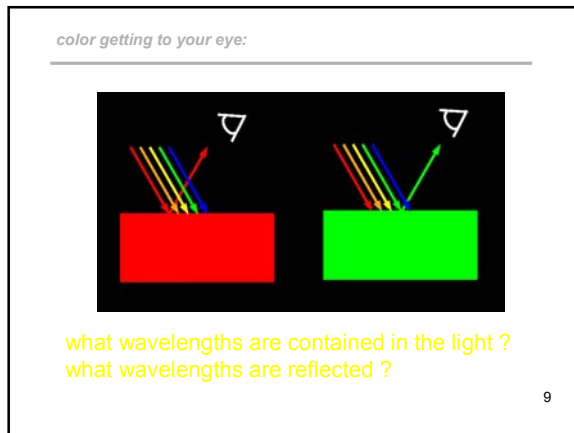 color getting to your eye:
what wavelengths are contained in the light ?
what wavelengths are reflected ?
9